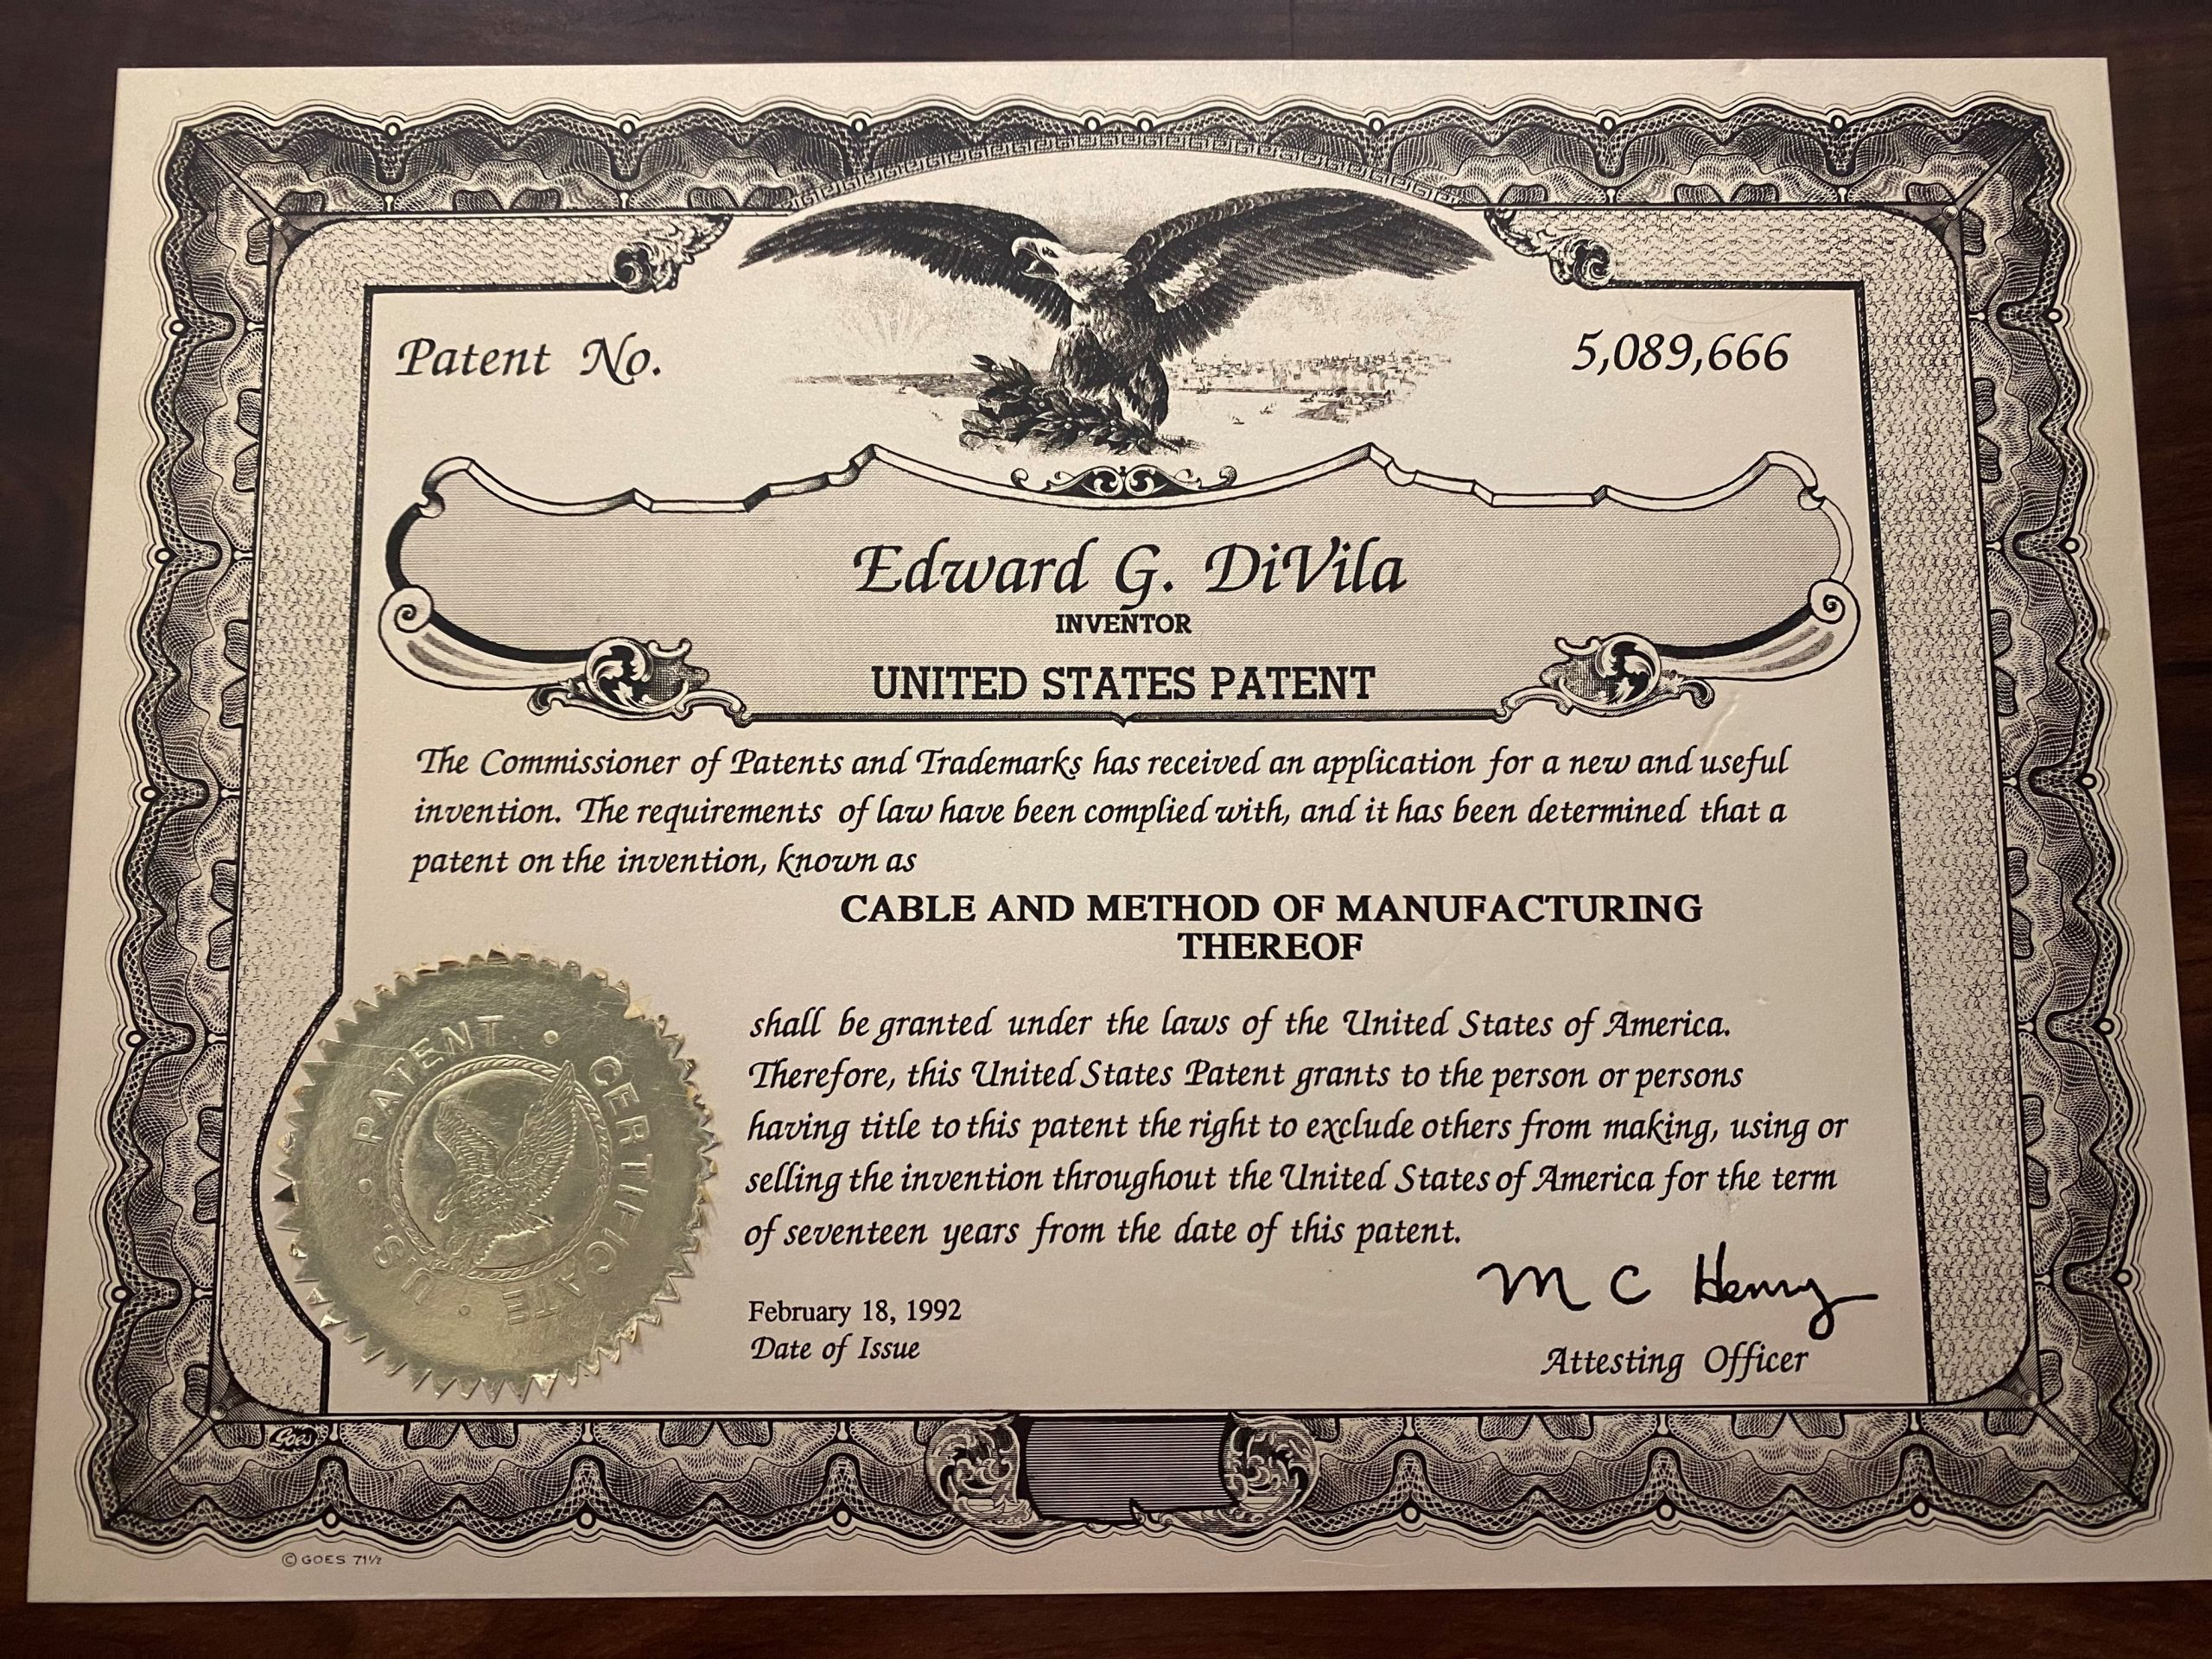 Patent No. 5,089,666
Edward G. DiVila
INVENTOR
UNITED STATES PATENT
The Commissioner of Patents and Trademarks has received an application for a new and useful
invention. The requirements of law have been complied with, and it has been determined that a
patent on the invention, known as
CABLE AND METHOD OF MANUFACTURING
THEREOF
shall be granted under the laws of the United States of America.
Therefore, this United States Patent grants to the person or persons
having title to this patent the right to exclude others from making, using or
selling the invention throughout the United States of America for the term
of seventeen years from the date of this patent.
U.S. • PATENT • CERTIFICATE •
M C Henry
February 18, 1992
Date of Issue
Attesting Officer
Goes
© GOES 71½